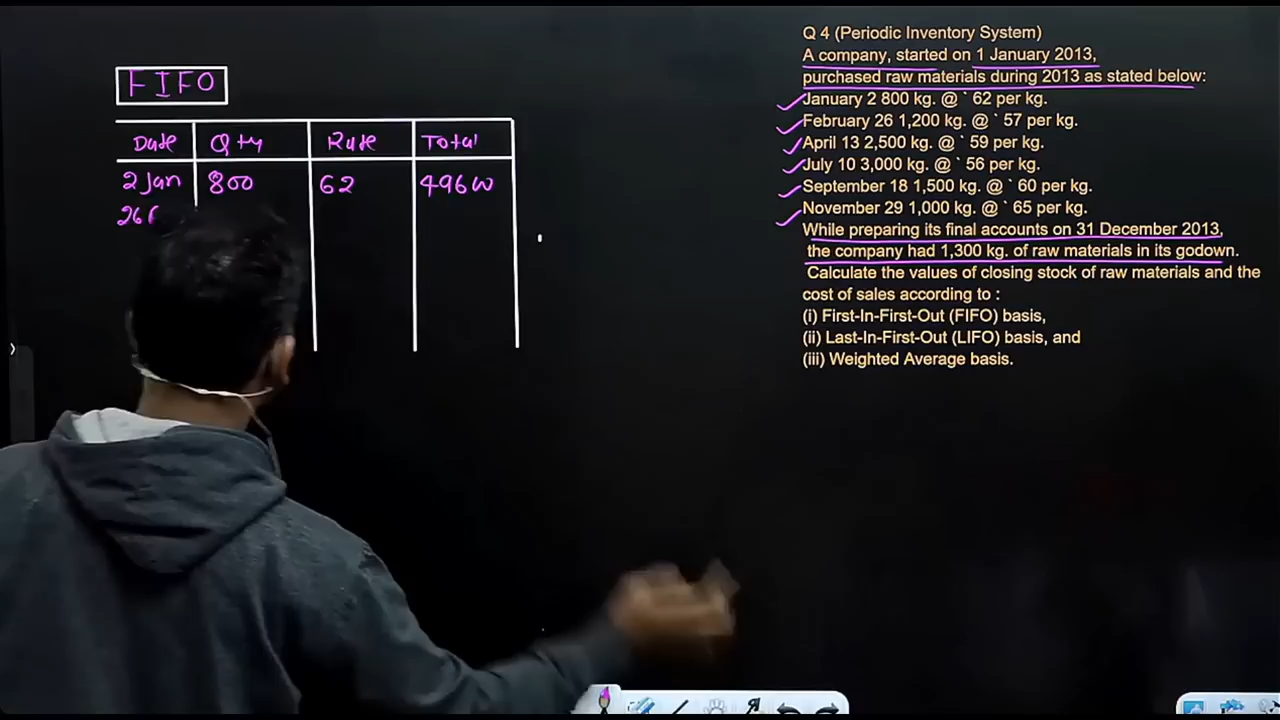 FIFO
Date Qty Rate Total
2 Jan 800 62 49600
26
Q 4 (Periodic Inventory System)
A company, started on 1 January 2013,
purchased raw materials during 2013 as stated below:
January 2 800 kg. @ ` 62 per kg.
February 26 1,200 kg. @ ` 57 per kg.
April 13 2,500 kg. @ ` 59 per kg.
July 10 3,000 kg. @ ` 56 per kg.
September 18 1,500 kg. @ ` 60 per kg.
November 29 1,000 kg. @ ` 65 per kg.
While preparing its final accounts on 31 December 2013,
the company had 1,300 kg. of raw materials in its godown.
Calculate the values of closing stock of raw materials and the
cost of sales according to :
(i) First-In-First-Out (FIFO) basis,
(ii) Last-In-First-Out (LIFO) basis, and
(iii) Weighted Average basis.